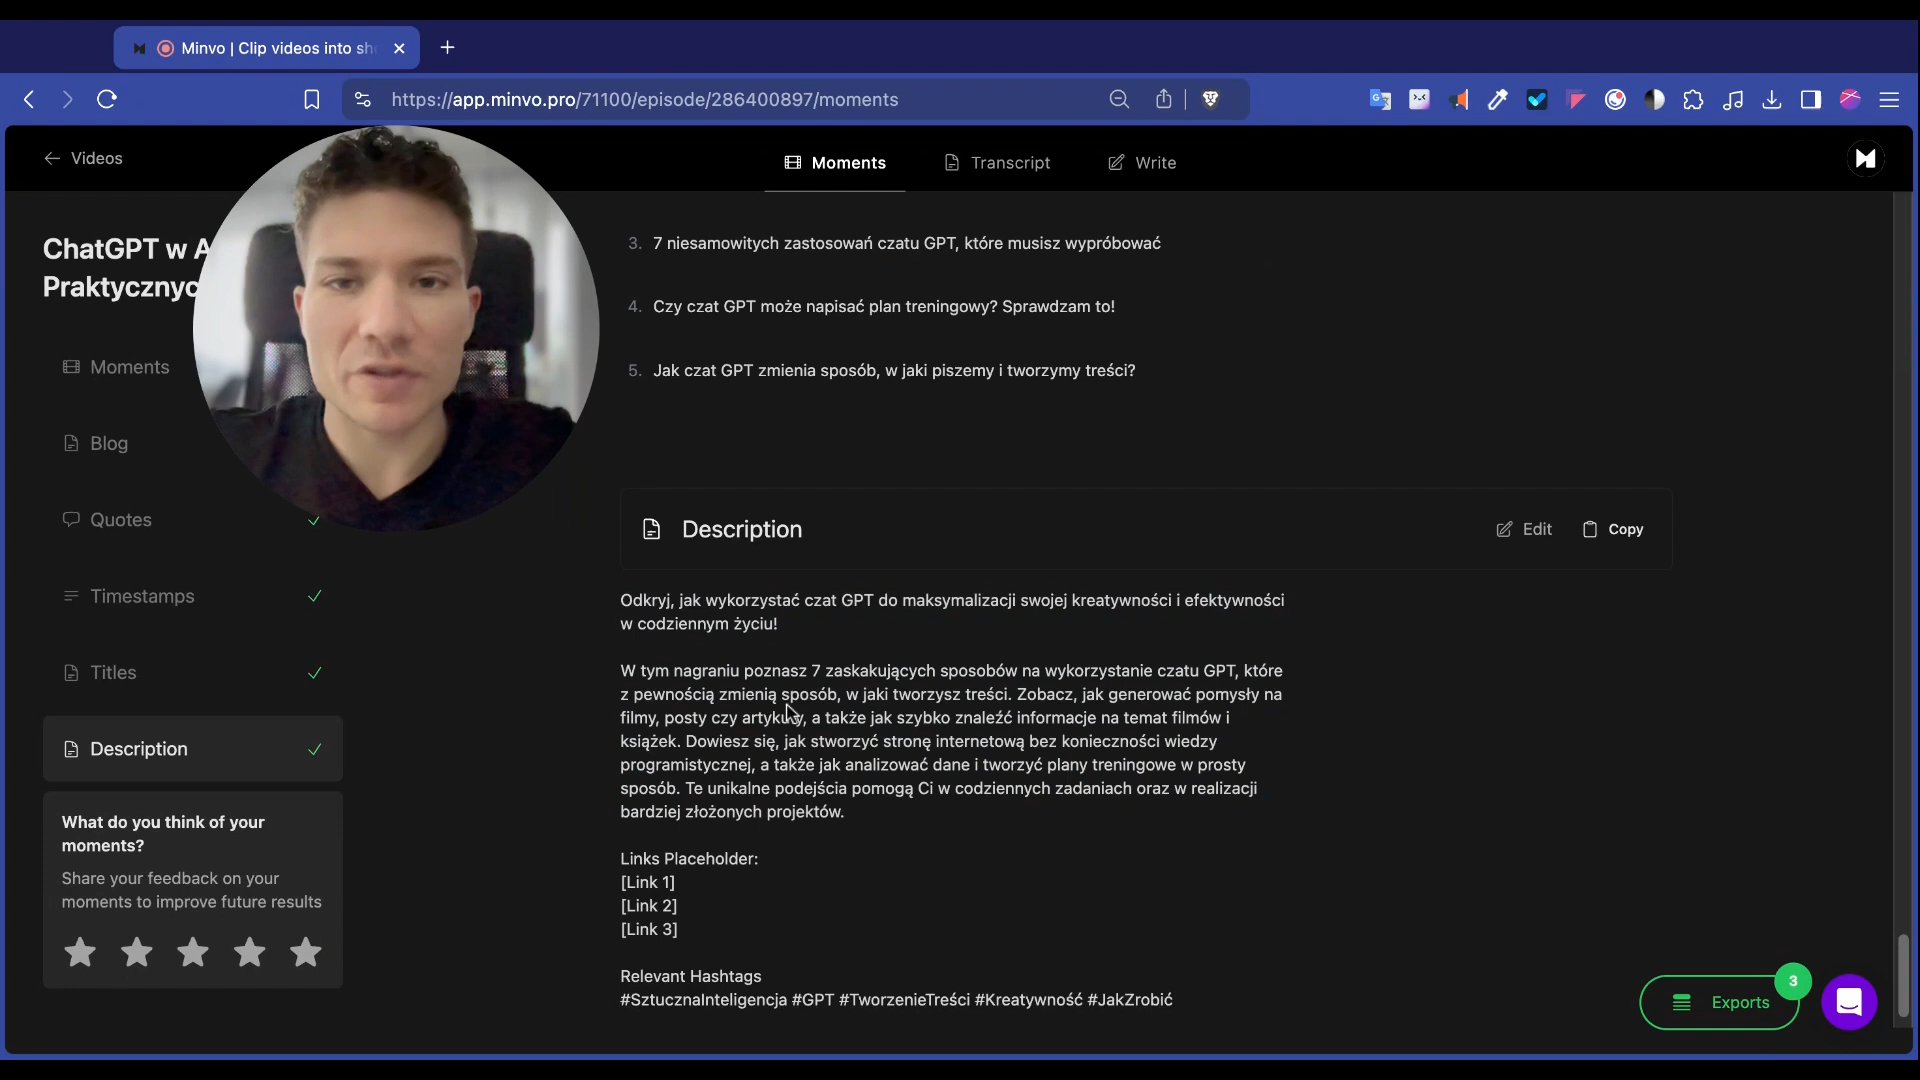 Minvo | Clip videos into sh
https://app.minvo.pro/71100/episode/286400897/moments
Videos
Moments
Transcript
Write
ChatGPT w A
Praktycznyc
Moments
Blog
Quotes
Timestamps
Titles
Description
What do you think of your
moments?
Share your feedback on your
moments to improve future results
3. 7 niesamowitych zastosowań czatu GPT, które musisz wypróbować
4. Czy czat GPT może napisać plan treningowy? Sprawdzam to!
5. Jak czat GPT zmienia sposób, w jaki piszemy i tworzymy treści?
Description
Edit
Copy
Odkryj, jak wykorzystać czat GPT do maksymalizacji swojej kreatywności i efektywności
w codziennym życiu!
W tym nagraniu poznasz 7 zaskakujących sposobów na wykorzystanie czatu GPT, które
z pewnością zmienią sposób, w jaki tworzysz treści. Zobacz, jak generować pomysły na
filmy, posty czy artykuły, a także jak szybko znaleźć informacje na temat filmów i
książek. Dowiesz się, jak stworzyć stronę internetową bez konieczności wiedzy
programistycznej, a także jak analizować dane i tworzyć plany treningowe w prosty
sposób. Te unikalne podejścia pomogą Ci w codziennych zadaniach oraz w realizacji
bardziej złożonych projektów.
Links Placeholder:
[Link 1]
[Link 2]
[Link 3]
Relevant Hashtags
#SztucznaInteligencja #GPT #TworzenieTreści #Kreatywność #JakZrobić
Exports
3